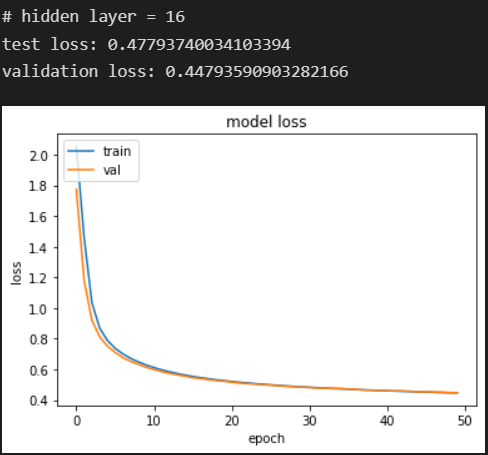 # hidden layer = 16
test loss: 0.47793740034103394
validation loss: 0.44793590903282166
model loss
train
val
2.0
1.8
1.6
1.4
1.2
1.0
0.8
0.6
0.4
loss
0 10 20 30 40 50
epoch